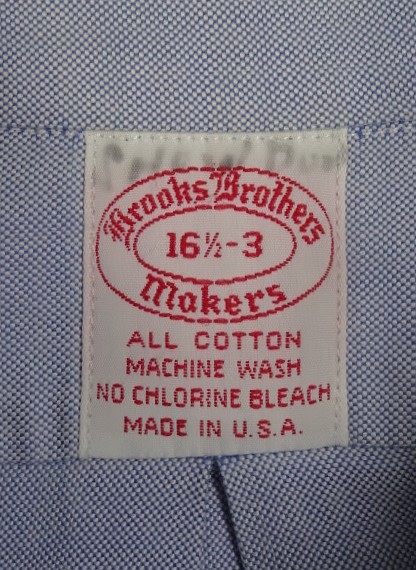 Brooks Brothers
16½-3
Makers
ALL COTTON
MACHINE WASH
NO CHLORINE BLEACH
MADE IN U.S.A.